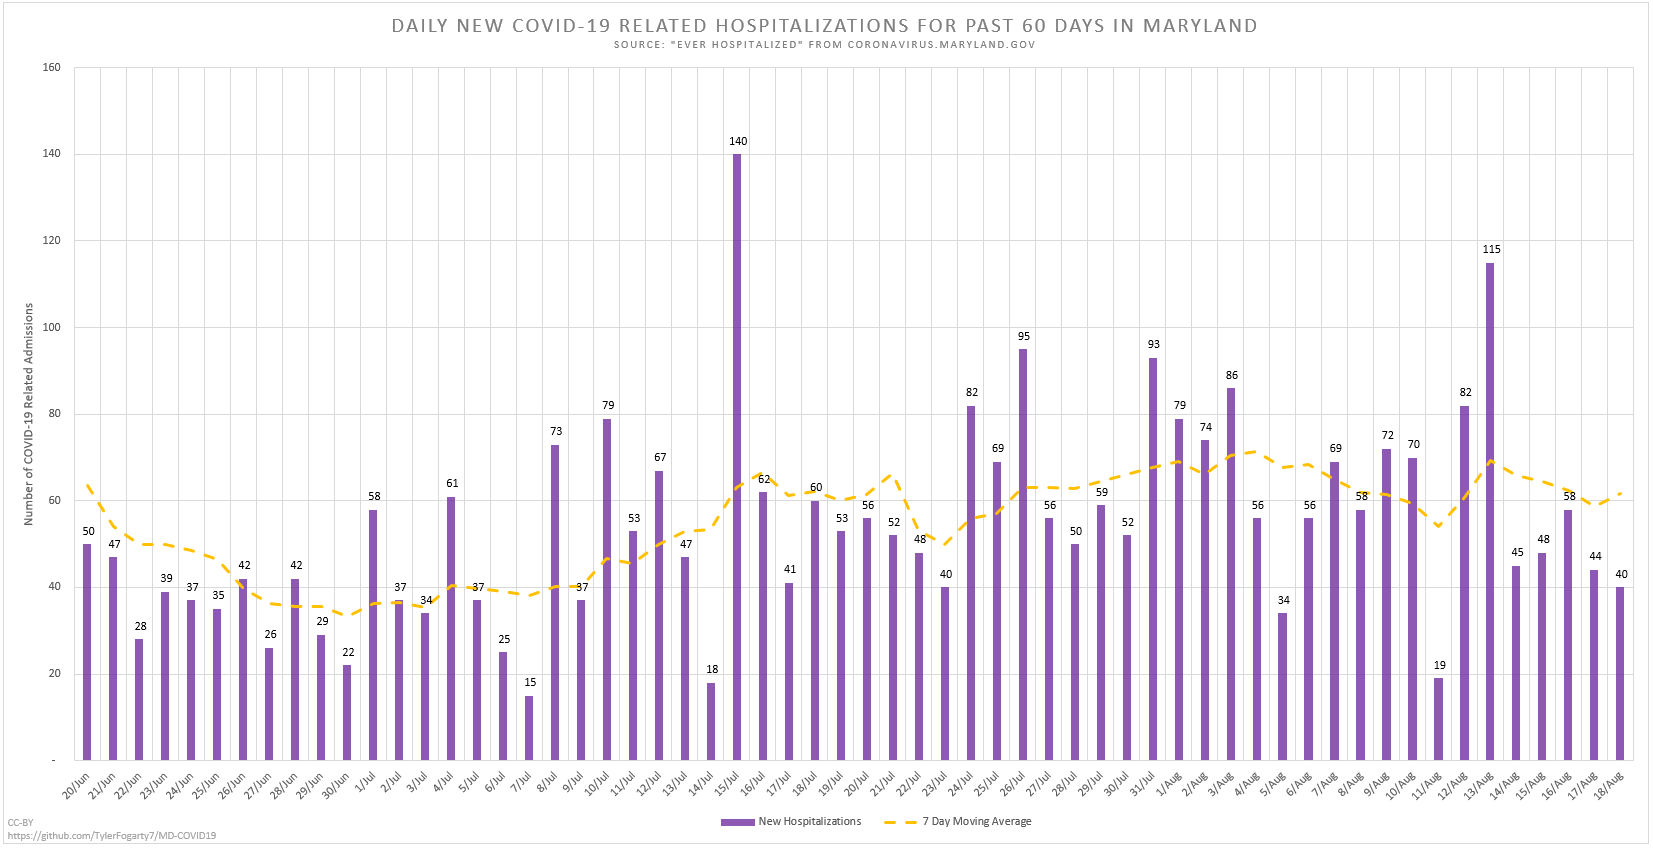 DAILY NEW COVID-19 RELATED HOSPITALIZATIONS FOR PAST 60 DAYS IN MARYLAND
SOURCE: "EVER HOSPITALIZED" FROM CORONAVIRUS.MARYLAND.GOV
Number of COVID-19 Related Admissions
160
140
120
100
80
60
40
20
-
50
47
28
39
37
35
42
26
42
29
22
58
37
34
61
37
25
15
73
37
79
53
67
47
18
140
62
41
60
53
56
52
48
40
82
69
95
56
50
59
52
93
79
74
86
56
34
56
69
58
72
70
19
82
115
45
48
58
44
40
20/Jun
21/Jun
22/Jun
23/Jun
24/Jun
25/Jun
26/Jun
27/Jun
28/Jun
29/Jun
30/Jun
1/Jul
2/Jul
3/Jul
4/Jul
5/Jul
6/Jul
7/Jul
8/Jul
9/Jul
10/Jul
11/Jul
12/Jul
13/Jul
14/Jul
15/Jul
16/Jul
17/Jul
18/Jul
19/Jul
20/Jul
21/Jul
22/Jul
23/Jul
24/Jul
25/Jul
26/Jul
27/Jul
28/Jul
29/Jul
30/Jul
31/Jul
1/Aug
2/Aug
3/Aug
4/Aug
5/Aug
6/Aug
7/Aug
8/Aug
9/Aug
10/Aug
11/Aug
12/Aug
13/Aug
14/Aug
15/Aug
16/Aug
17/Aug
18/Aug
New Hospitalizations
7 Day Moving Average
CC-BY
https://github.com/TylerFogarty7/MD-COVID19